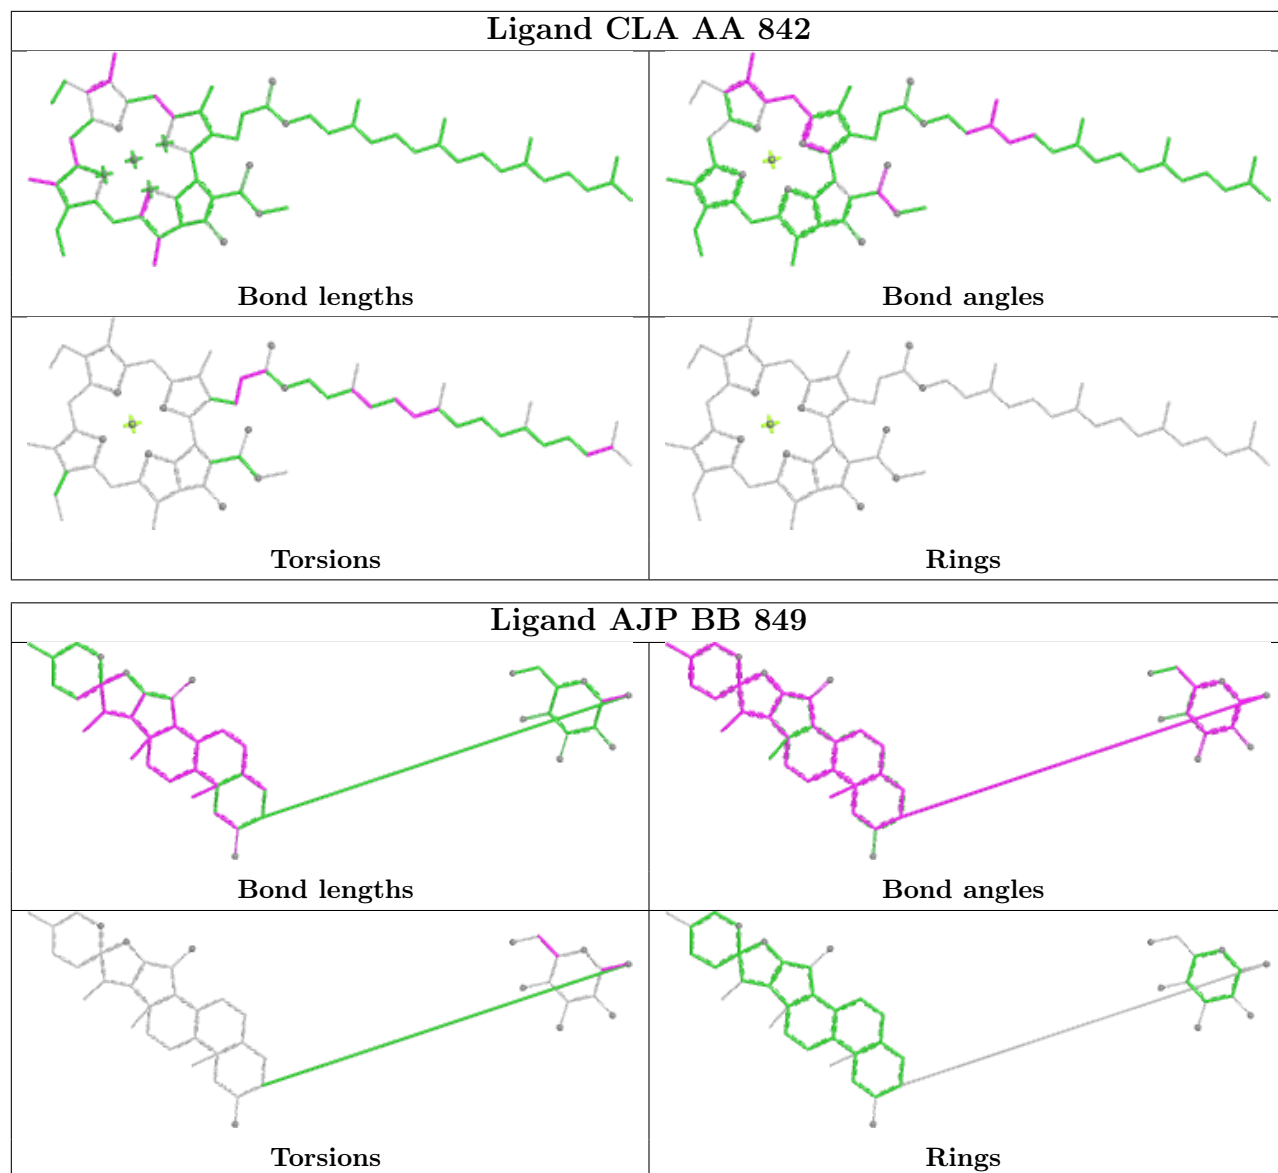 Ligand CLA AA 842
Bond lengths
Bond angles
Torsions
Rings
Ligand AJP BB 849
Bond lengths
Bond angles
Torsions
Rings